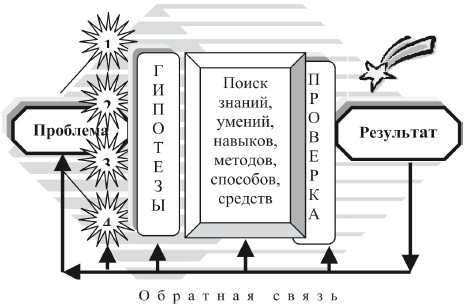 1
2
3
4
Проблема
ГИПОТЕЗЫ
Поиск
знаний,
умений,
навыков,
методов,
способов,
средств
ПРОВЕРКА
Результат
Обратная связь